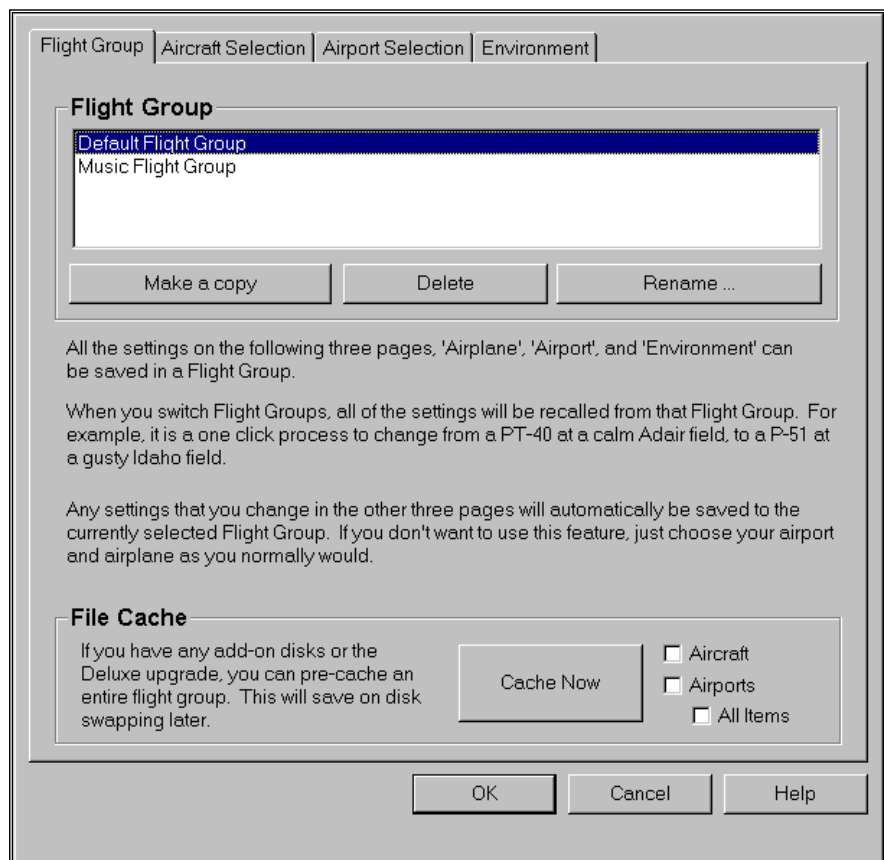 Flight Group Aircraft Selection Airport Selection Environment
Flight Group
Default Flight Group
Music Flight Group
Make a copy Delete Rename ...
All the settings on the following three pages, 'Airplane', 'Airport', and 'Environment' can
be saved in a Flight Group.
When you switch Flight Groups, all of the settings will be recalled from that Flight Group. For
example, it is a one click process to change from a PT-40 at a calm Adair field, to a P-51 at
a gusty Idaho field.
Any settings that you change in the other three pages will automatically be saved to the
currently selected Flight Group. If you don't want to use this feature, just choose your airport
and airplane as you normally would.
File Cache
If you have any add-on disks or the
Deluxe upgrade, you can pre-cache an
entire flight group. This will save on disk
swapping later.
Cache Now
Aircraft
Airports
All Items
OK Cancel Help